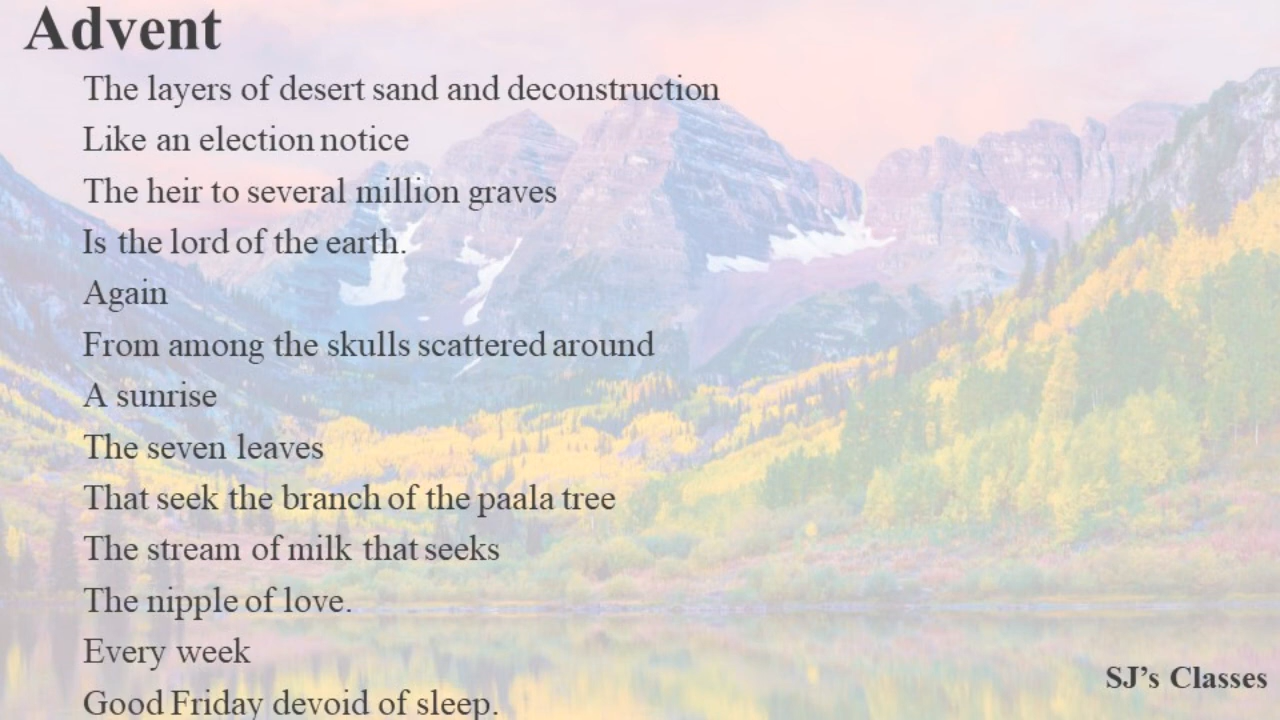 Advent
The layers of desert sand and deconstruction
Like an election notice
The heir to several million graves
Is the lord of the earth.
Again
From among the skulls scattered around
A sunrise
The seven leaves
That seek the branch of the paala tree
The stream of milk that seeks
The nipple of love.
Every week
Good Friday devoid of sleep.
SJ's Classes